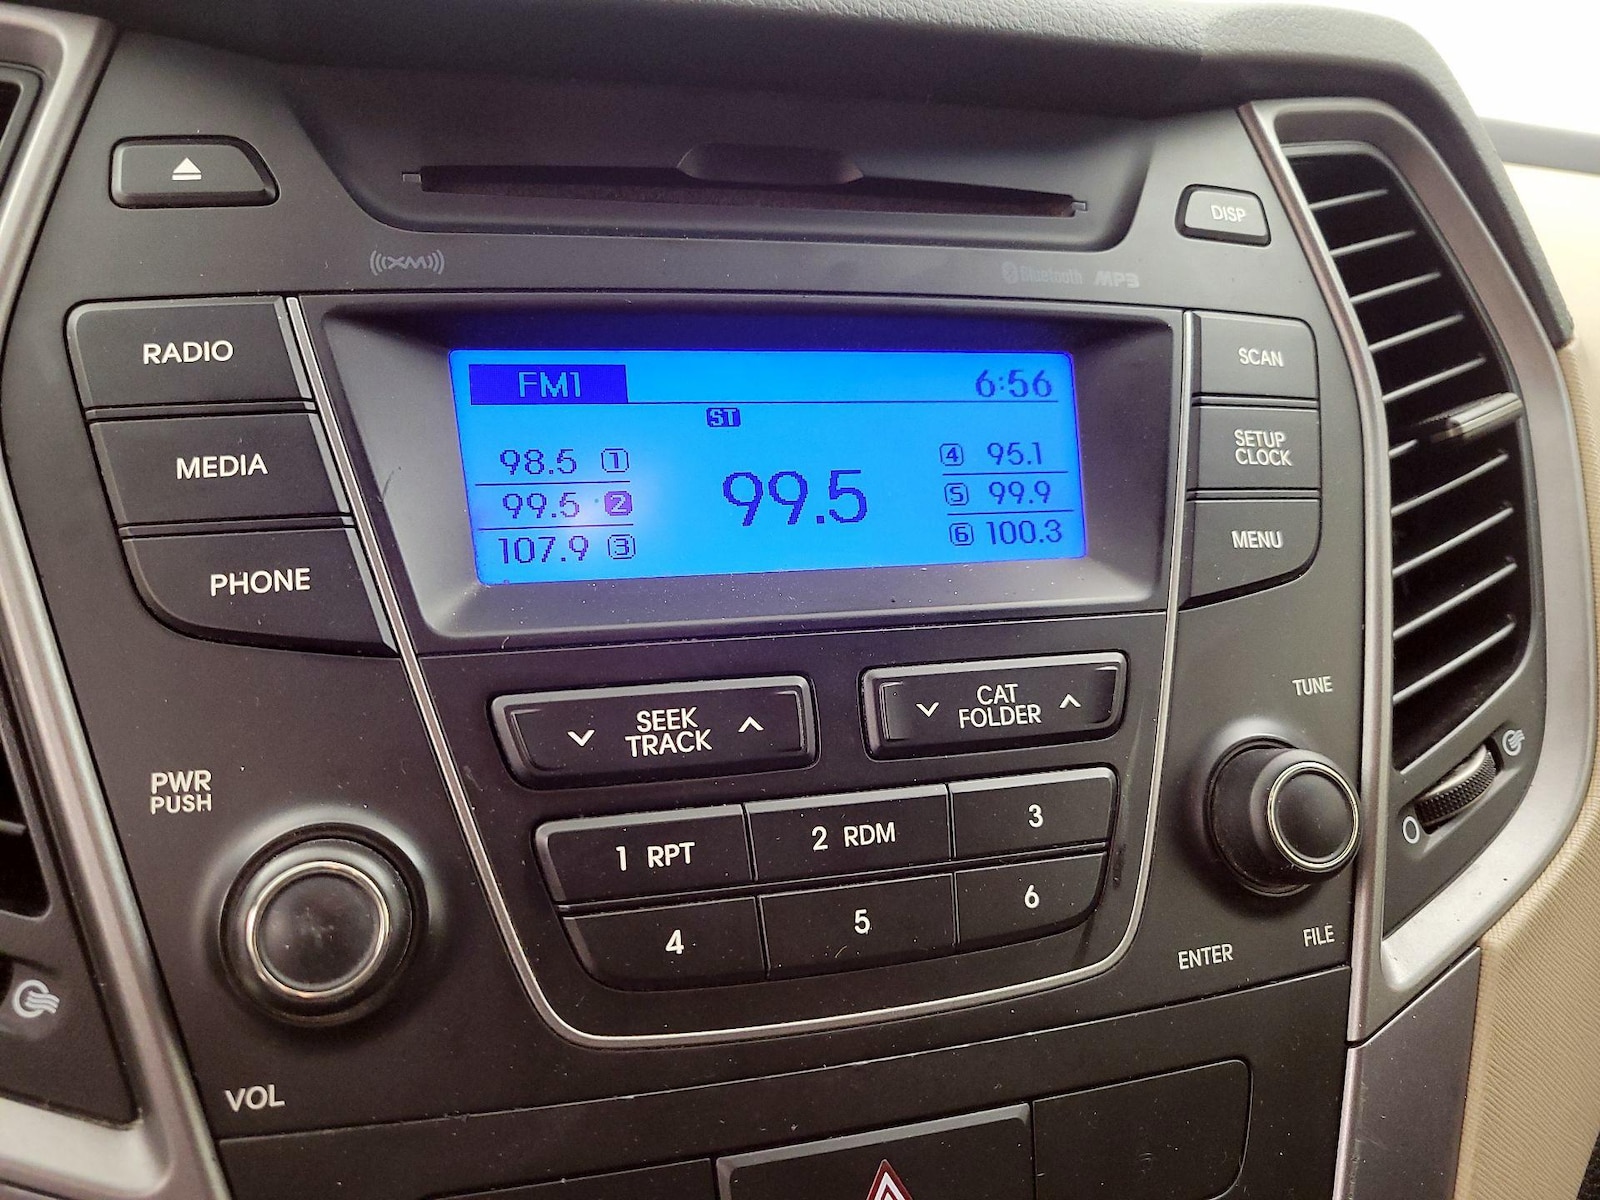 DISP
((XM))
Bluetooth MP3
RADIO
MEDIA
PHONE
FM1 6:56
ST
98.5 1
99.5 2
107.9 3
99.5
4 95.1
5 99.9
6 100.3
SCAN
SETUP
CLOCK
MENU
SEEK
TRACK
CAT
FOLDER
TUNE
PWR
PUSH
1 RPT
2 RDM
3
4
5
6
ENTER
FILE
VOL